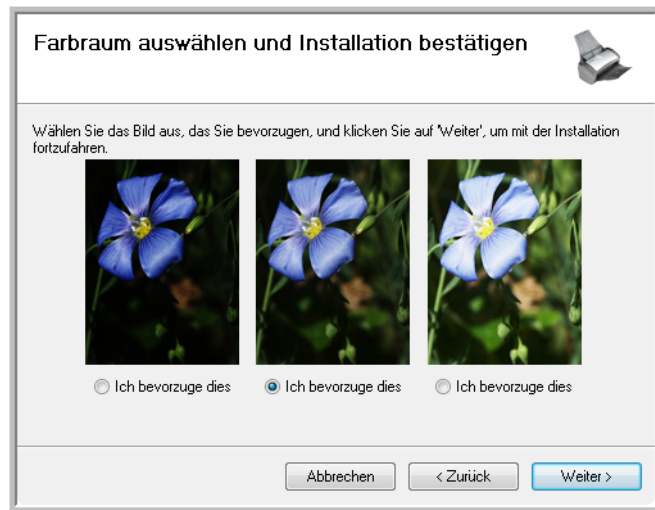 Farbraum auswählen und Installation bestätigen
Wählen Sie das Bild aus, das Sie bevorzugen, und klicken Sie auf 'Weiter', um mit der Installation
fortzufahren.
Ich bevorzuge dies Ich bevorzuge dies Ich bevorzuge dies
Abbrechen < Zurück Weiter >